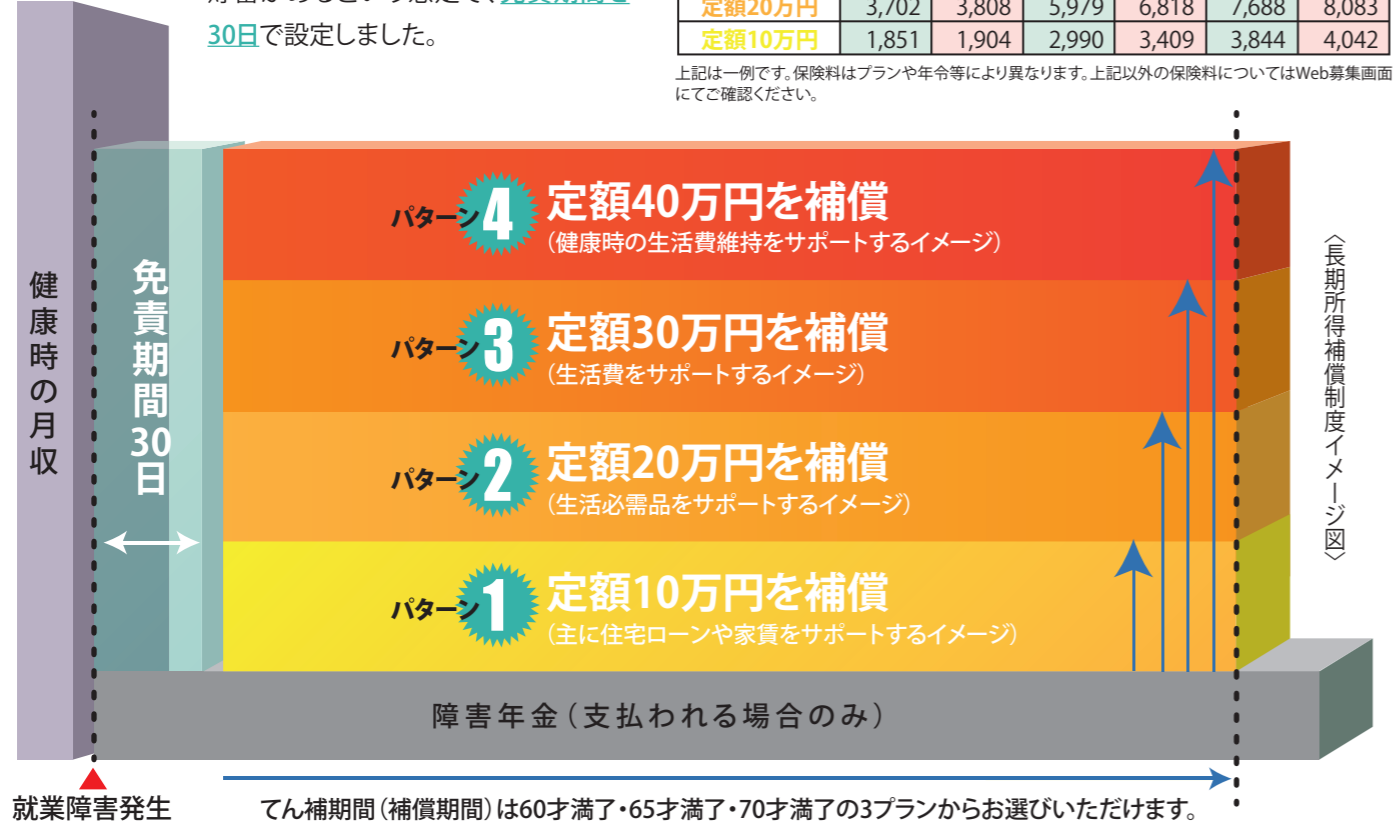 30日で設定しました。
定額20万円 3,702 3,808 5,979 6,818 7,688 8,083
定額10万円 1,851 1,904 2,990 3,409 3,844 4,042
上記は一例です。保険料はプランや年令等により異なります。上記以外の保険料についてはWeb募集画面
にてご確認ください。
健康時の月収
免責期間30日
パターン4 定額40万円を補償
（健康時の生活費維持をサポートするイメージ）
パターン3 定額30万円を補償
（生活費をサポートするイメージ）
パターン2 定額20万円を補償
（生活必需品をサポートするイメージ）
パターン1 定額10万円を補償
（主に住宅ローンや家賃をサポートするイメージ）
〈長期所得補償制度イメージ図〉
障害年金（支払われる場合のみ）
就業障害発生
てん補期間（補償期間）は60才満了・65才満了・70才満了の3プランからお選びいただけます。